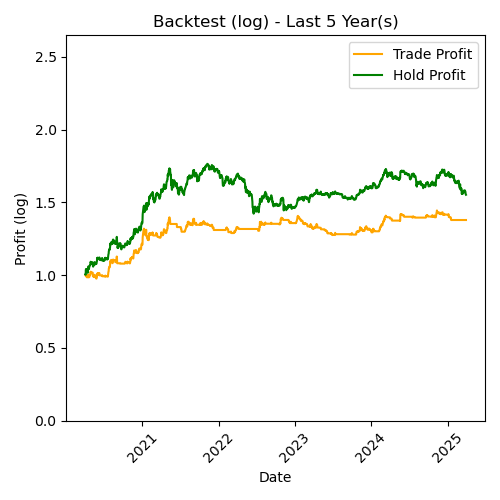 Backtest (log) - Last 5 Year(s)
Trade Profit
Hold Profit
2.5
2.0
1.5
1.0
0.5
0.0
Profit (log)
2021
2022
2023
2024
2025
Date